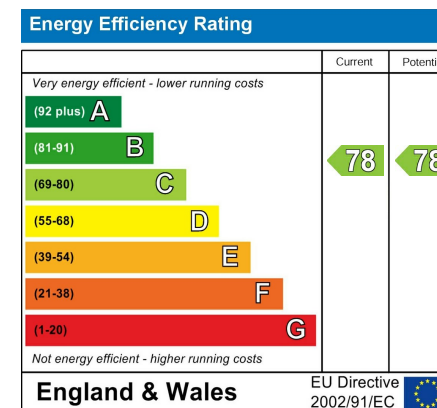 Energy Efficiency Rating
Current Potenti
Very energy efficient - lower running costs
(92 plus) A
(81-91) B
78 78
(69-80) C
(55-68) D
(39-54) E
(21-38) F
(1-20) G
Not energy efficient - higher running costs
England & Wales
EU Directive
2002/91/EC